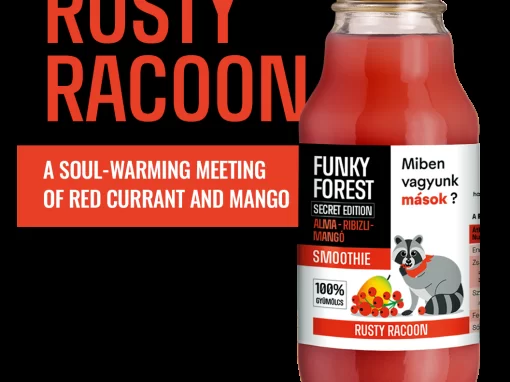 RUSTY
RACOON
A SOUL-WARMING MEETING
OF RED CURRANT AND MANGO
FUNKY
FOREST
SECRET EDITION
ALMA-RIBIZLI-
MANGÓ
SMOOTHIE
100%
GYÜMÖLCS
Miben
vagyunk
mások ?
RUSTY RACOON